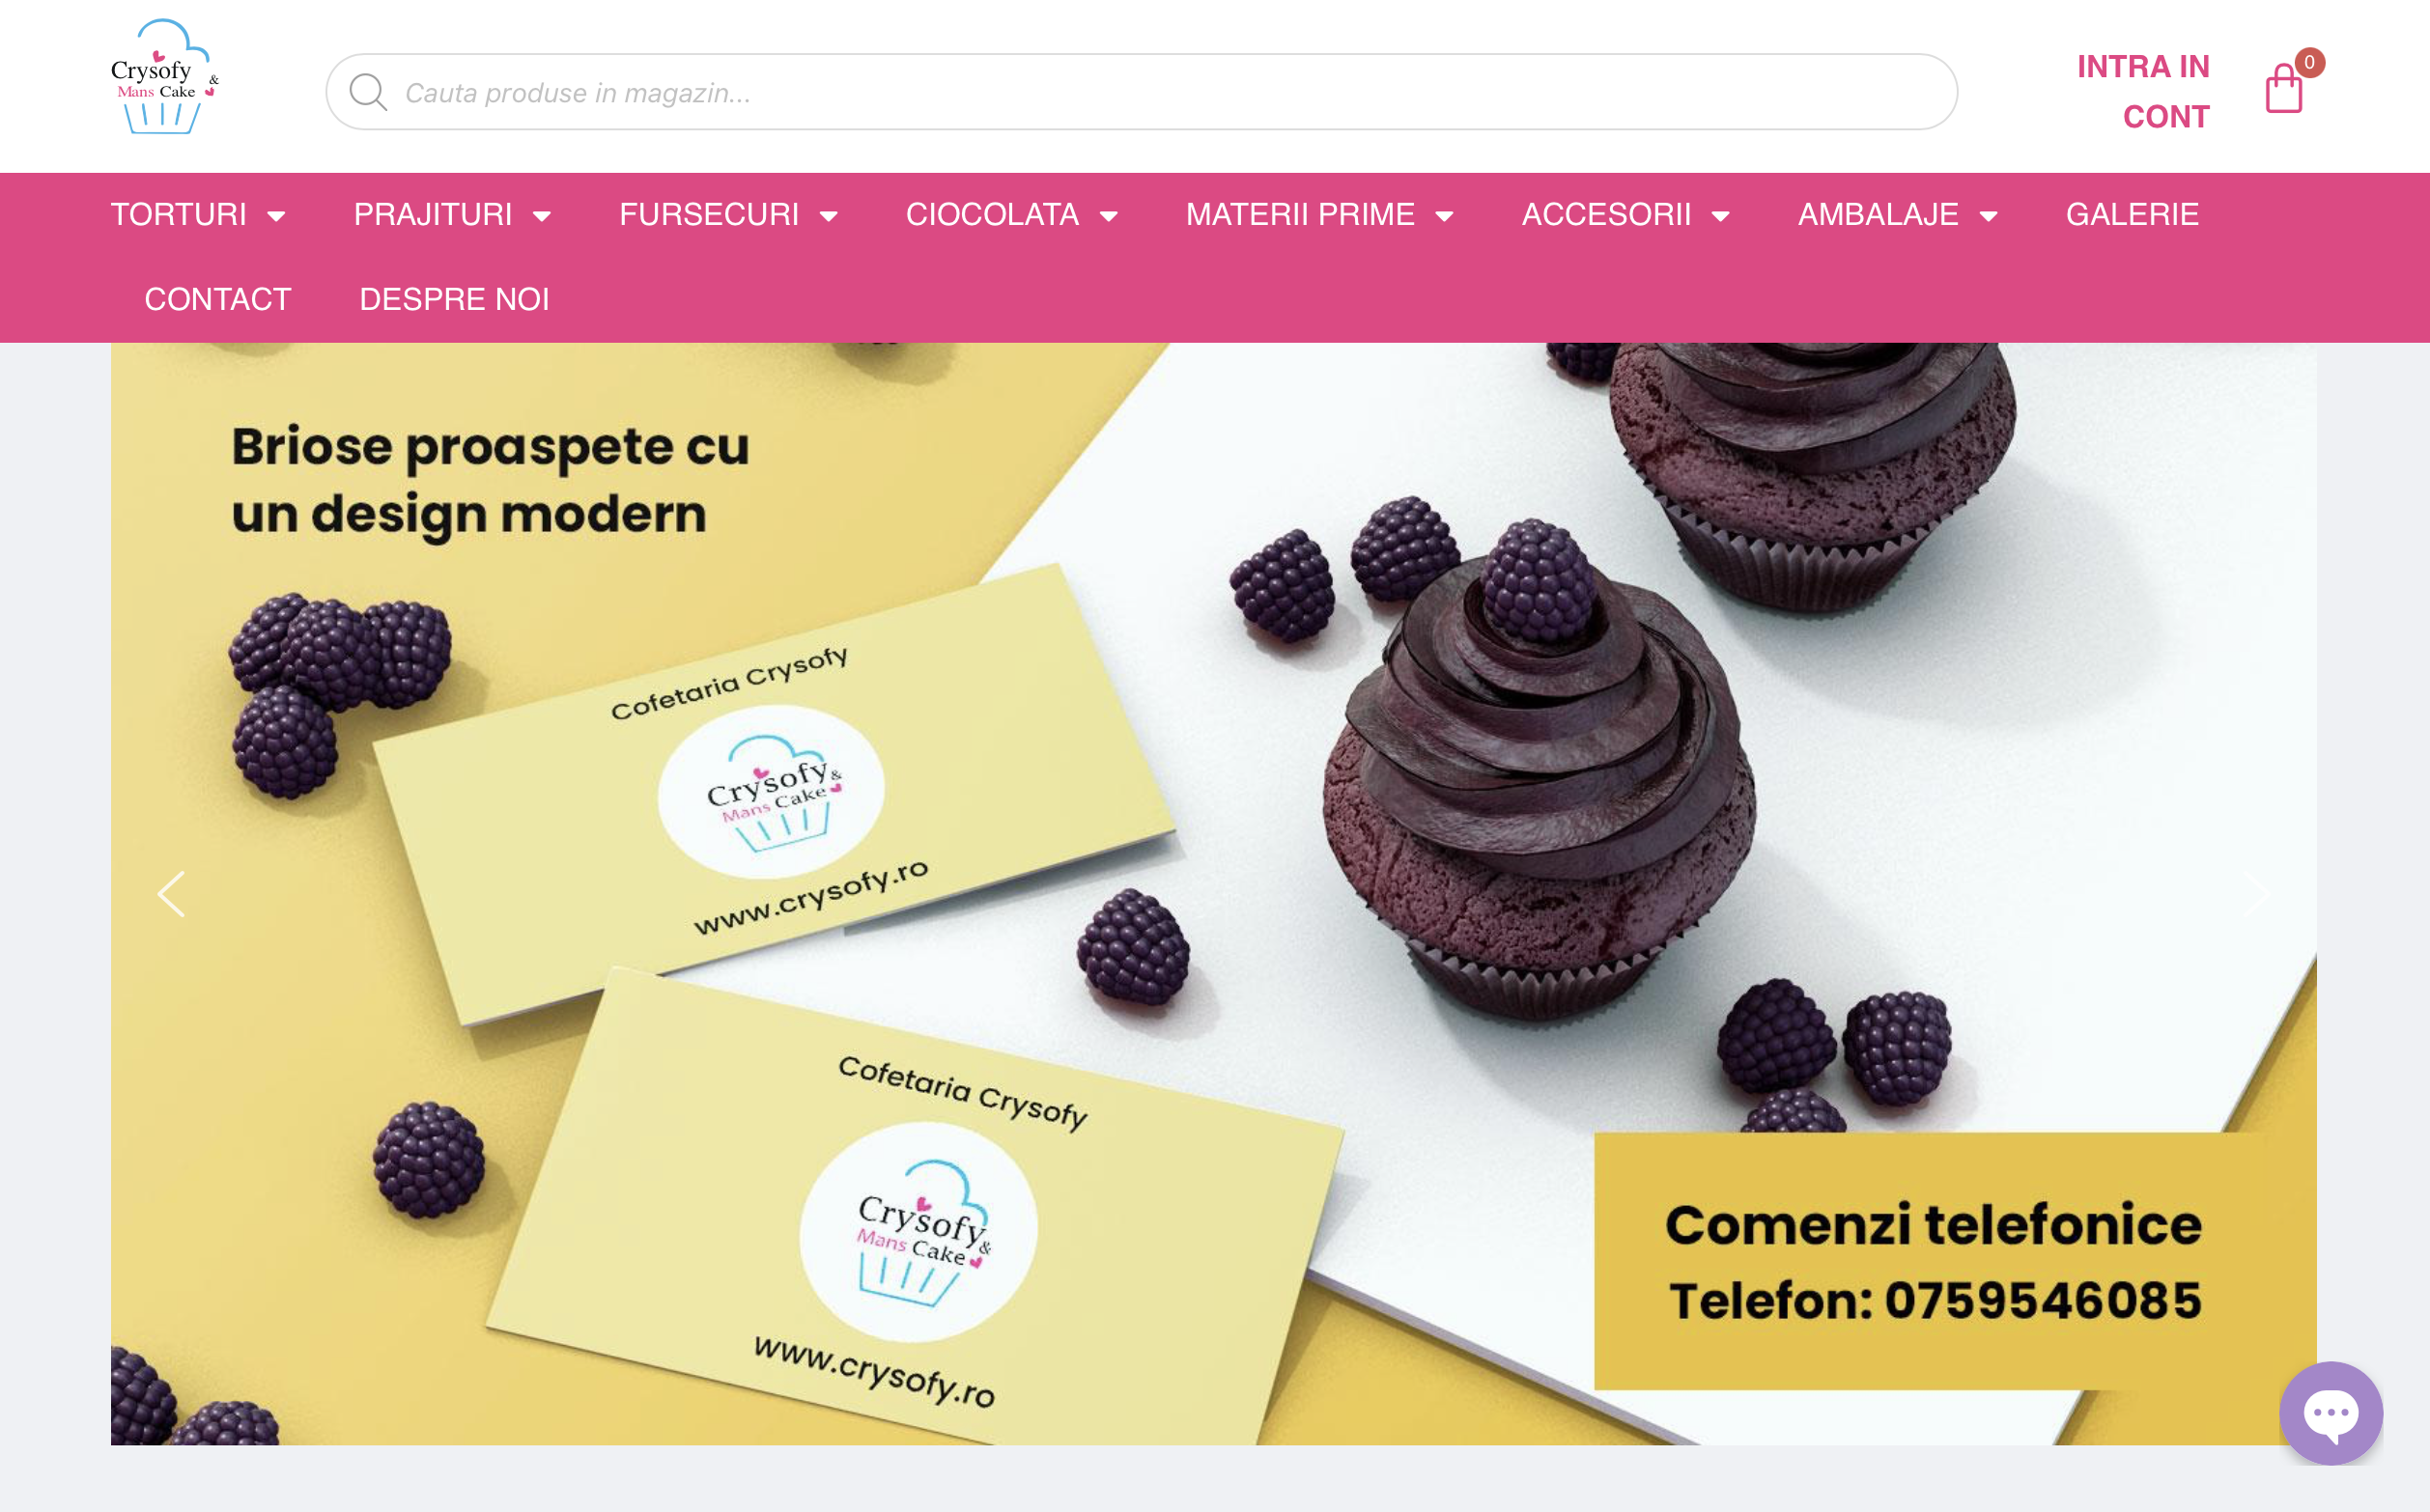 Crysofy &
Mans Cake
Cauta produse in magazin...
INTRA IN
CONT
0
TORTURI PRAJITURI FURSECURI CIOCOLATA MATERII PRIME ACCESORII AMBALAJE GALERIE
CONTACT DESPRE NOI
Briose proaspete cu
un design modern
Cofetaria Crysofy
Crysofy &
Mans Cake
www.crysofy.ro
Cofetaria Crysofy
Crysofy &
Mans Cake
www.crysofy.ro
Comenzi telefonice
Telefon: 0759546085